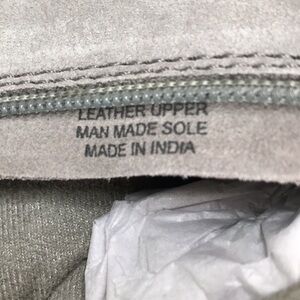 LEATHER UPPER
MAN MADE SOLE
MADE IN INDIA